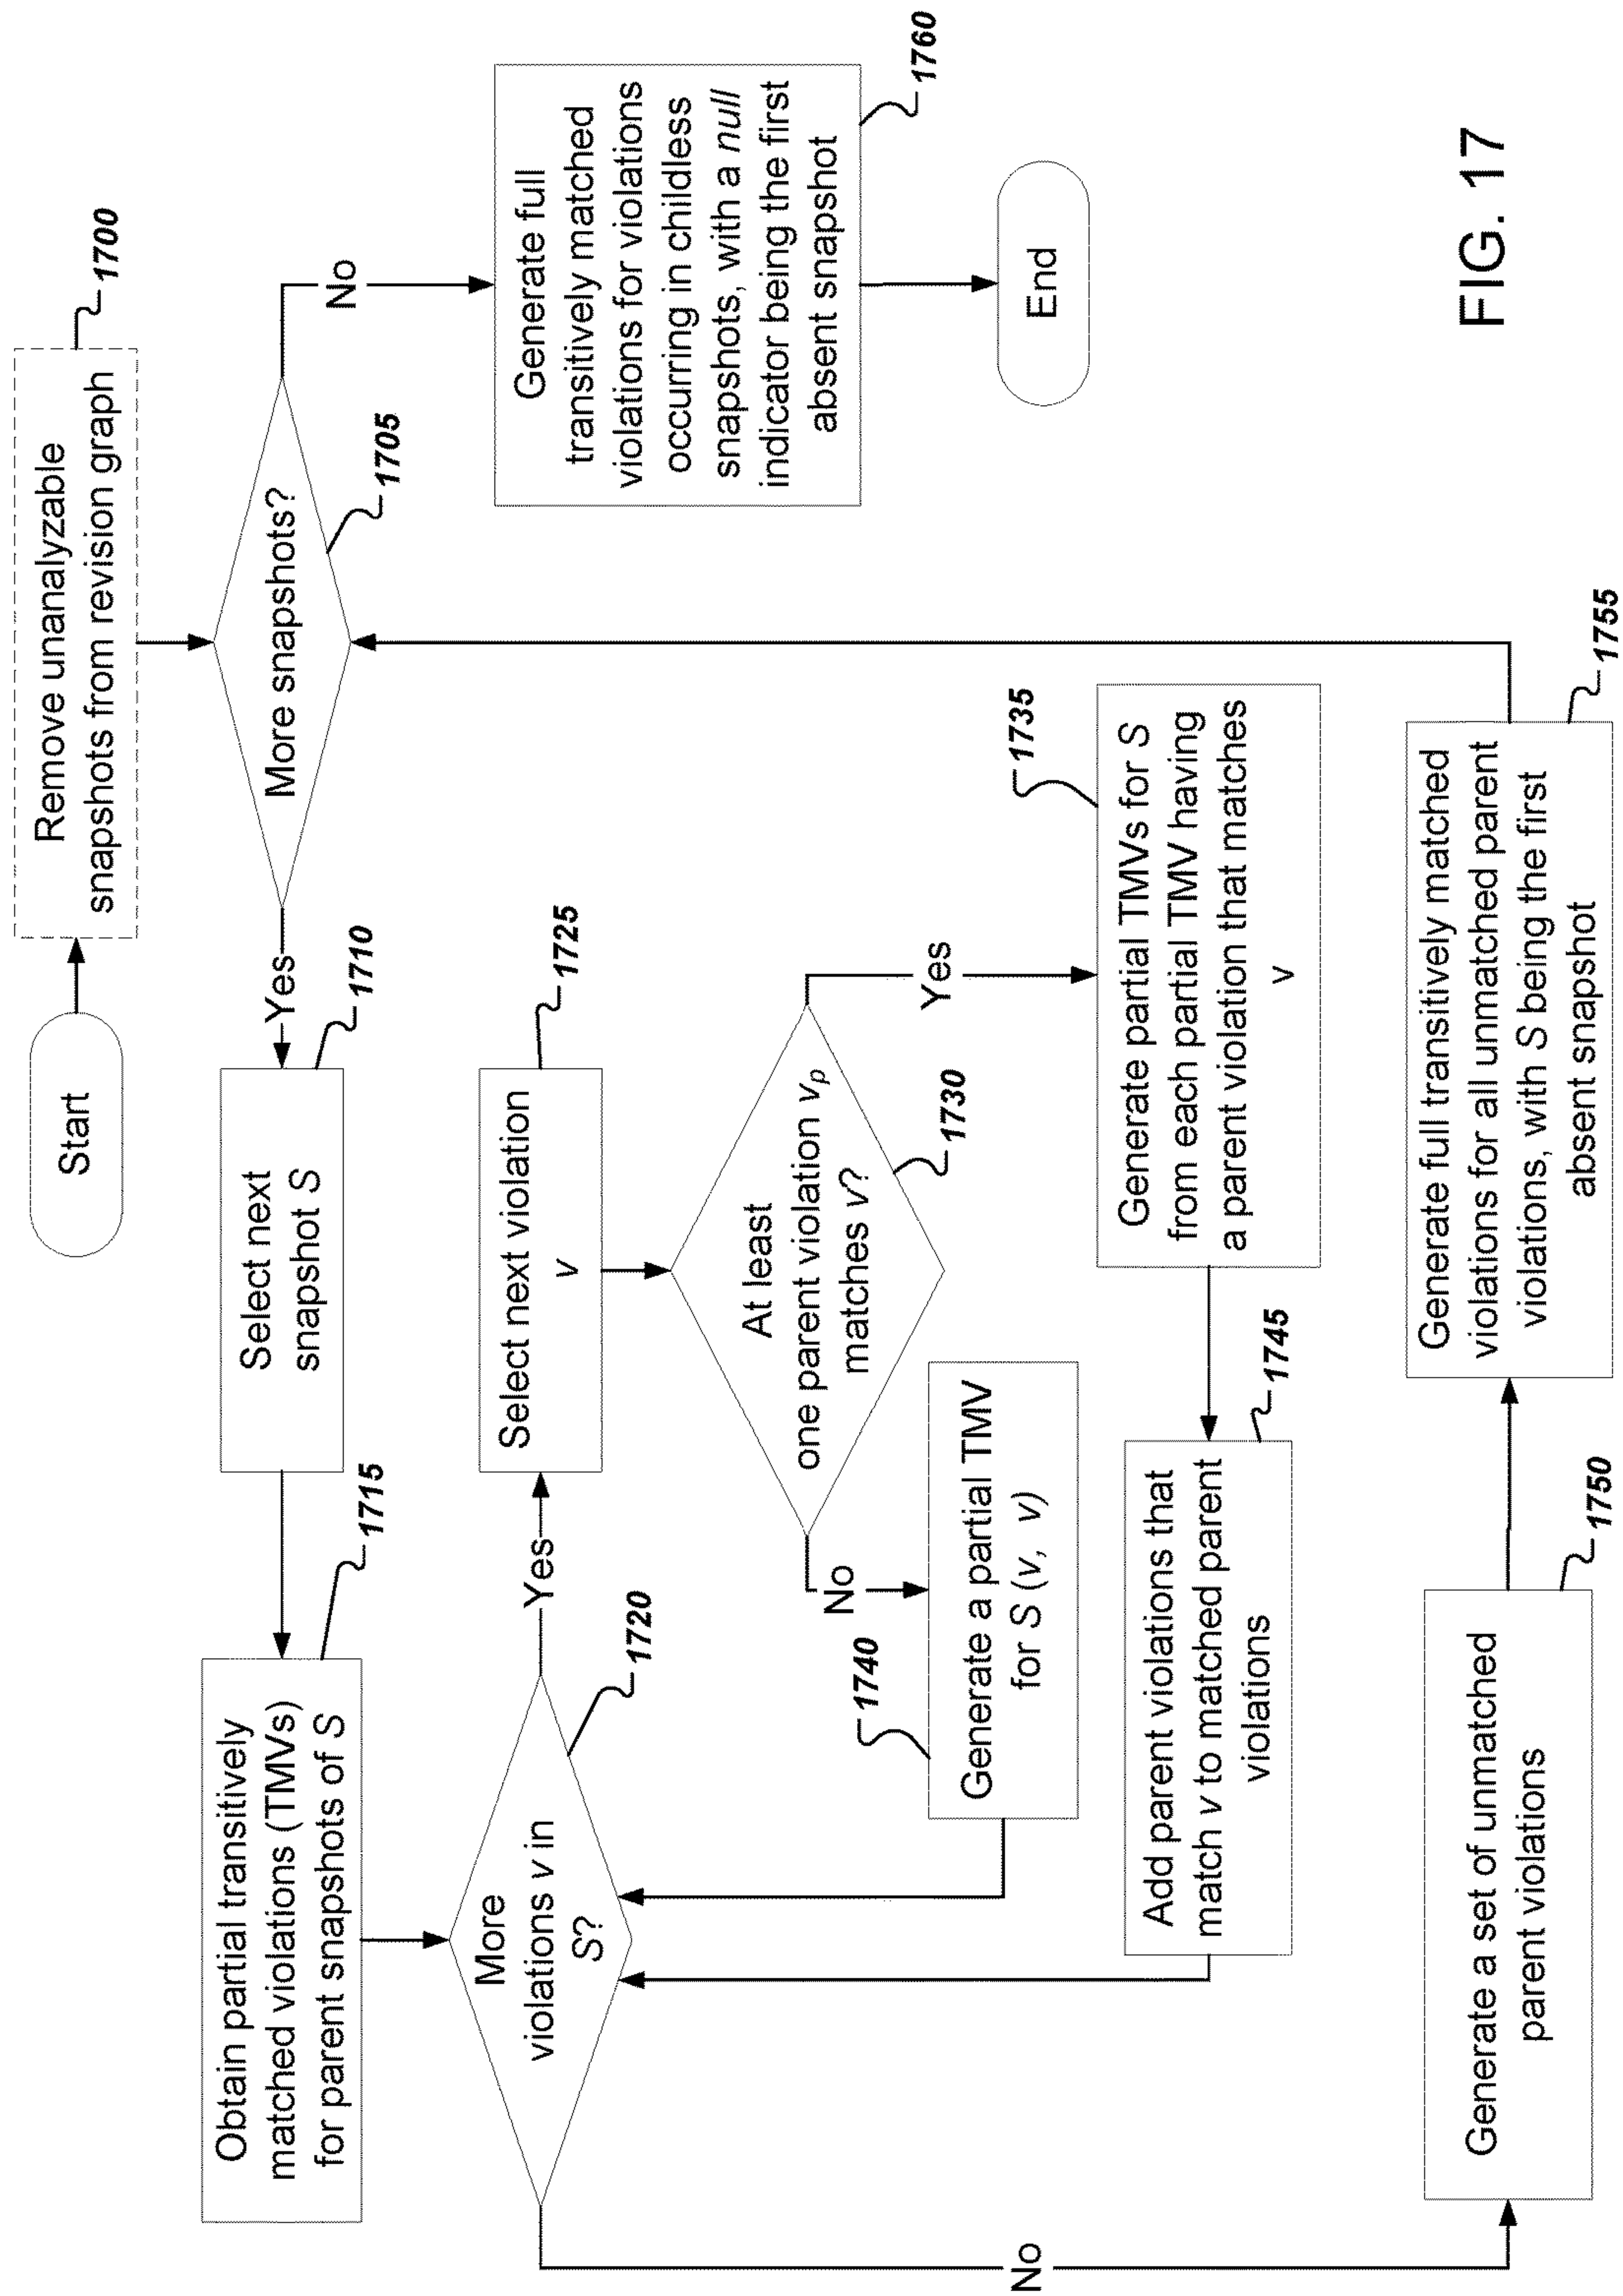 Start
Remove unanalyzable
snapshots from revision graph
1700
More snapshots?
1705
Yes
No
Select next
snapshot S
1710
Obtain partial transitively
matched violations (TMVs)
for parent snapshots of S
1715
More
violations v in
S?
1720
Yes
No
Select next violation
v
1725
At least
one parent violation vp
matches v?
1730
Yes
No
Generate partial TMVs for S
from each partial TMV having
a parent violation that matches
v
1735
Generate a partial TMV
for S (v, v)
1740
Add parent violations that
match v to matched parent
violations
1745
Generate a set of unmatched
parent violations
1750
Generate full transitively matched
violations for all unmatched parent
violations, with S being the first
absent snapshot
1755
Generate full
transitively matched
violations for violations
occurring in childless
snapshots, with a null
indicator being the first
absent snapshot
1760
End
FIG. 17